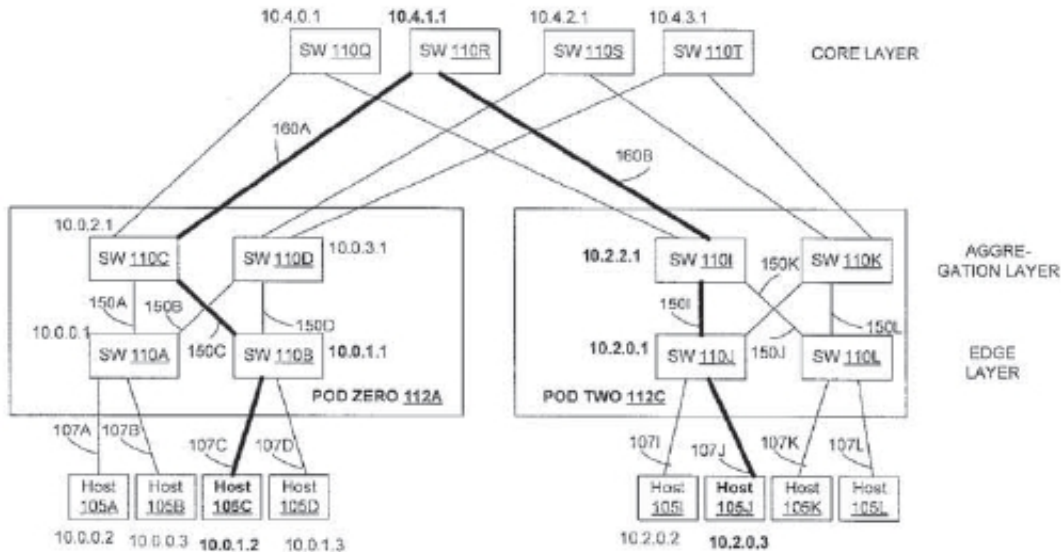 10.4.0.1
10.4.1.1
10.4.2.1
10.4.3.1
SW 110Q
SW 110R
SW 110S
SW 110T
CORE LAYER
160A
160B
10.0.2.1
SW 110C
SW 110D
10.0.3.1
10.2.2.1
SW 110I
150K
SW 110K
AGGRE-
GATION LAYER
150A
150B
150C
150D
150I
150J
150L
10.0.0.1
SW 110A
SW 110B
10.0.1.1
10.2.0.1
SW 110J
SW 110L
EDGE
LAYER
POD ZERO 112A
POD TWO 112C
107A
107B
107C
107D
107I
107J
107K
107L
Host
105A
Host
105B
Host
105C
Host
105D
Host
105I
Host
105J
Host
105K
Host
105L
10.0.0.2
10.0.0.3
10.0.1.2
10.0.1.3
10.2.0.2
10.2.0.3